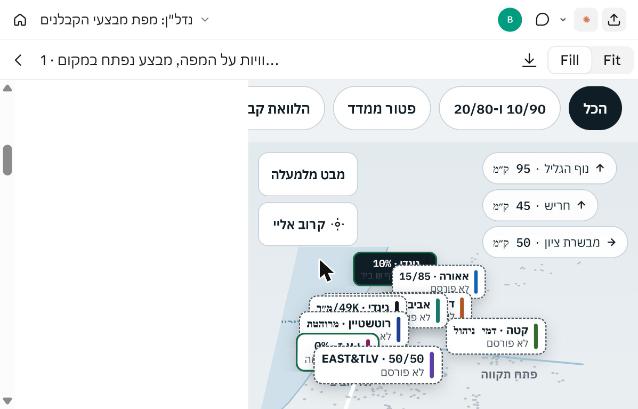 נדל"ן: מפת מבצעי הקבלנים
B
1 · וויות על המפה, מבצע נפתח במקום...
Fill
Fit
הכל
10/90 ו-20/80
פטור ממדד
הלוואת קב
מבט מלמעלה
קרוב אליי
נוף הגליל · 95 ק״מ
חריש · 45 ק״מ
מבשרת ציון · 50 ק״מ
10%
אאורה · 15/85
לא פורסם
גינדי · 49K/מ״ר
אביב
רוטשטיין · מרוהטת
לא
קטה · דמי ניהול
לא פורסם
0%
EAST&TLV · 50/50
לא פורסם
פתח תקווה